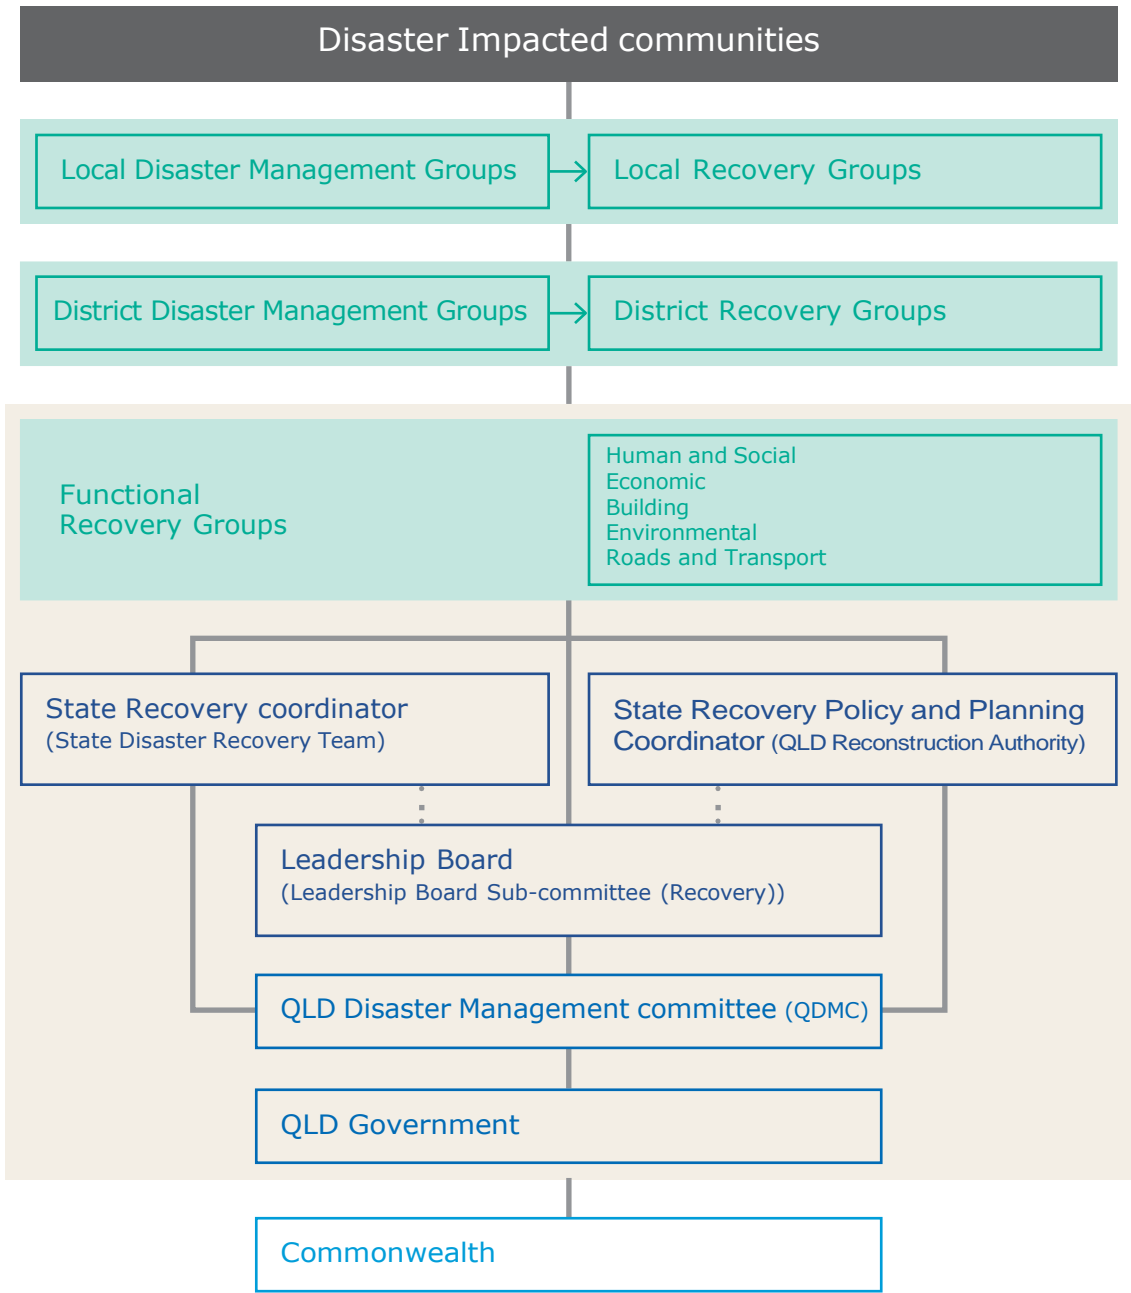 Disaster Impacted communities
Local Disaster Management Groups
Local Recovery Groups
District Disaster Management Groups
District Recovery Groups
Functional
Recovery Groups
Human and Social
Economic
Building
Environmental
Roads and Transport
State Recovery coordinator
(State Disaster Recovery Team)
State Recovery Policy and Planning
Coordinator (QLD Reconstruction Authority)
Leadership Board
(Leadership Board Sub-committee (Recovery))
QLD Disaster Management committee (QDMC)
QLD Government
Commonwealth